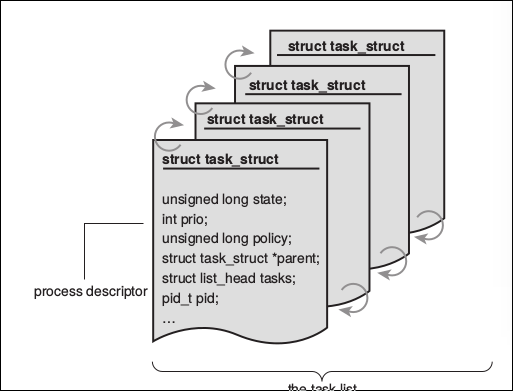 struct task_struct
struct task_struct
struct task_struct
struct task_struct
unsigned long state;
int prio;
unsigned long policy;
struct task_struct *parent;
struct list_head tasks;
process descriptor
pid_t pid;
…
the task list